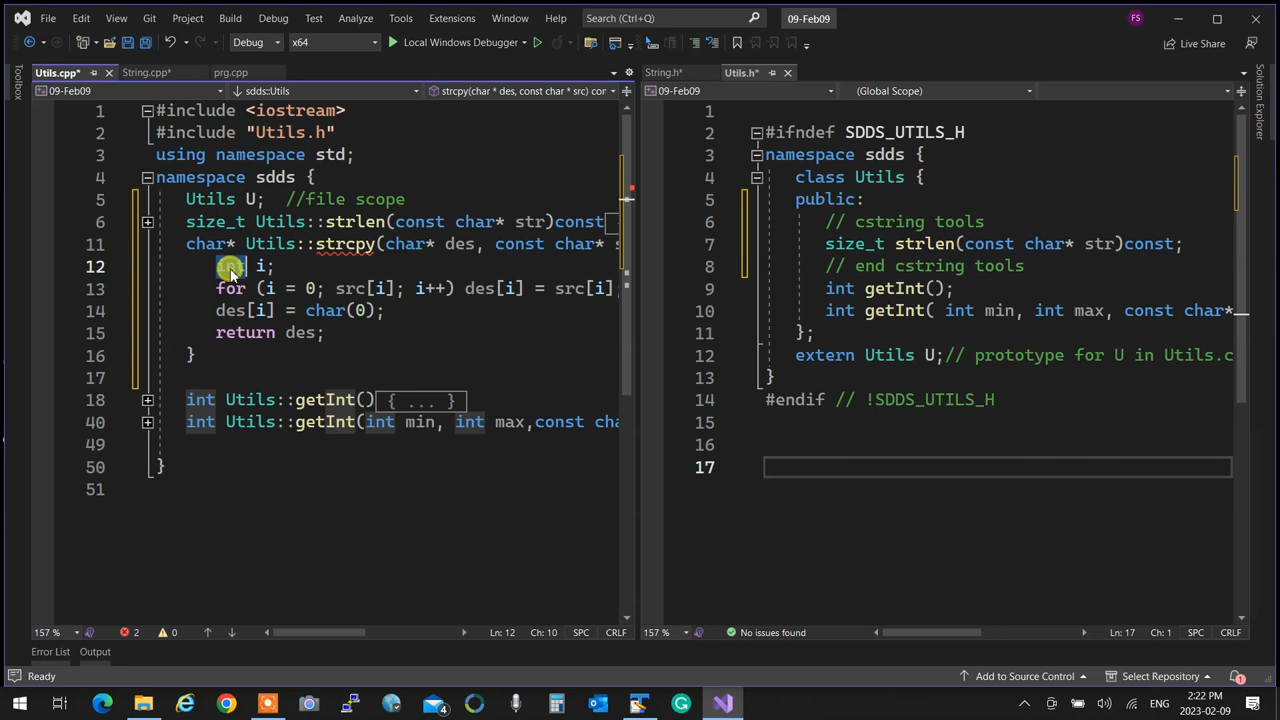 File Edit View Git Project Build Debug Test Analyze Tools Extensions Window Help Search (Ctrl+Q) 09-Feb09 FS
Debug x64 Local Windows Debugger Live Share
Toolbox
Utils.cpp* String.cpp* prg.cpp
09-Feb09 sdds::Utils strcpy(char * des, const char * src) con
1 #include <iostream>
2 #include "Utils.h"
3 using namespace std;
4 namespace sdds {
5 Utils U; //file scope
6 size_t Utils::strlen(const char* str)const
11 char* Utils::strcpy(char* des, const char* s
12 int i;
13 for (i = 0; src[i]; i++) des[i] = src[i];
14 des[i] = char(0);
15 return des;
16 }
17
18 int Utils::getInt(){ ... }
40 int Utils::getInt(int min, int max,const cha
49
50 }
51
157 % 2 0 Ln: 12 Ch: 10 SPC CRLF
String.h* Utils.h*
09-Feb09 (Global Scope)
1
2 #ifndef SDDS_UTILS_H
3 namespace sdds {
4 class Utils {
5 public:
6 // cstring tools
7 size_t strlen(const char* str)const;
8 // end cstring tools
9 int getInt();
10 int getInt( int min, int max, const char*
11 };
12 extern Utils U;// prototype for U in Utils.c
13 }
14 #endif // !SDDS_UTILS_H
15
16
17
157 % No issues found Ln: 17 Ch: 1 SPC CRLF
Solution Explorer
Error List Output
Ready Add to Source Control Select Repository 1
4 ENG 2:22 PM
2023-02-09